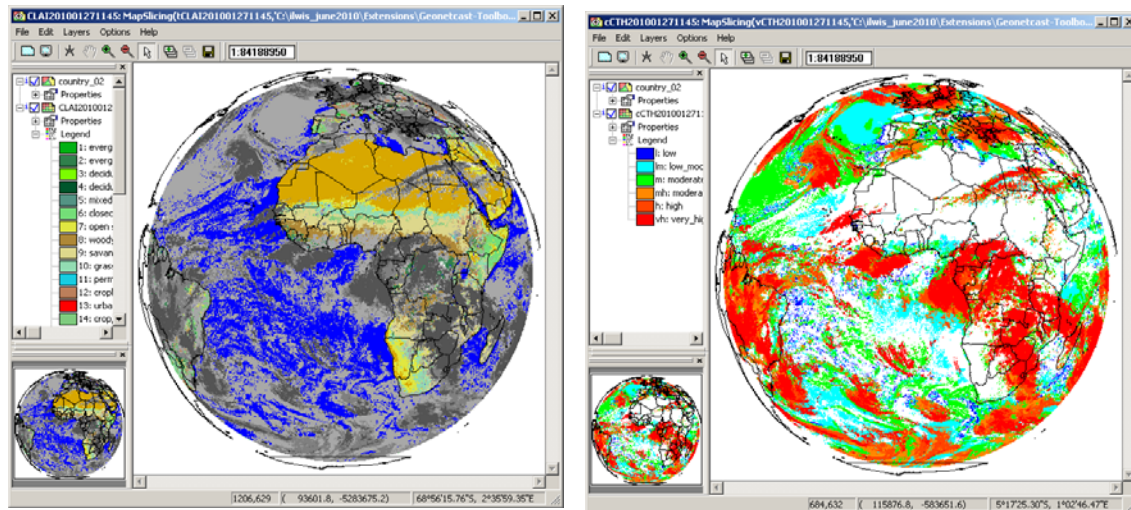 CLAI201001271145: MapSlicing(tCLAI201001271145,'C:\ilwis_june2010\Extensions\Geonetcast-Toolbo...
File Edit Layers Options Help
1:84188950
country_02
Properties
CLAI2010012
Properties
Legend
1: everg
2: everg
3: decidu
4: decidu
5: mixed
6: closec
7: open s
8: woody
9: savan
10: gras
11: perm
12: cropl
13: urba
14: crop,
1206,629 ( 93601.8, -5283675.2) 68°56'15.76"S, 2°35'59.35"E
cCTH201001271145: MapSlicing(vCTH201001271145,'C:\ilwis_june2010\Extensions\Geonetcast-Toolbo...
File Edit Layers Options Help
1:84188950
country_02
Properties
cCTH2010012711
Properties
Legend
l: low
lm: low_moc
m: moderat
mh: modera
h: high
vh: very_hi
684,632 ( 115876.8, -583651.6) 5°17'25.30"S, 1°02'46.47"E